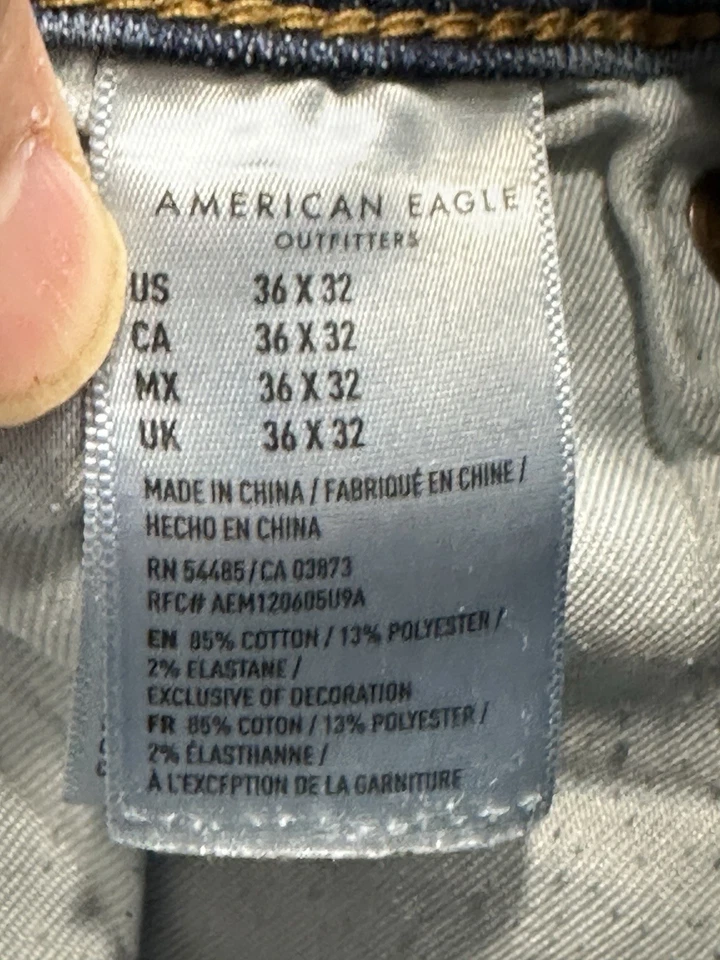 AMERICAN EAGLE
OUTFITTERS
US 36 X 32
CA 36 X 32
MX 36 X 32
UK 36 X 32
MADE IN CHINA / FABRIQUÉ EN CHINE /
HECHO EN CHINA
RN 54485 / CA 03873
RFC# AEM120605U9A
EN 85% COTTON / 13% POLYESTER /
2% ELASTANE /
EXCLUSIVE OF DECORATION
FR 85% COTON / 13% POLYESTER /
2% ÉLASTHANNE /
À L'EXCEPTION DE LA GARNITURE